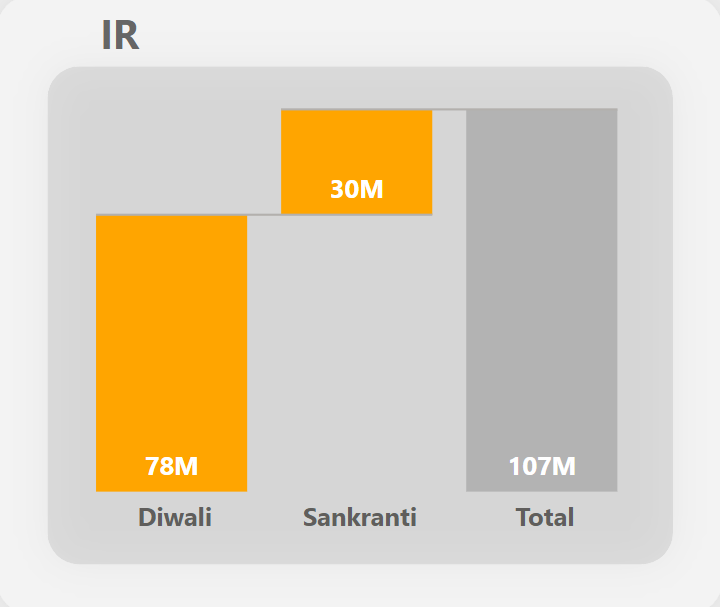 IR
30M
78M
107M
Diwali
Sankranti
Total